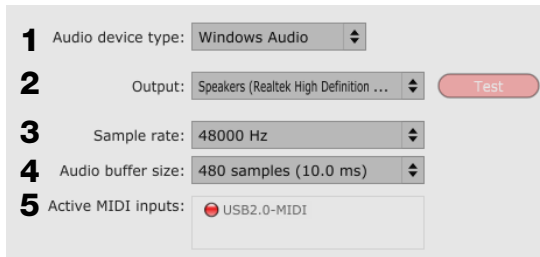 1 Audio device type: Windows Audio
2 Output: Speakers (Realtek High Definition ... Test
3 Sample rate: 48000 Hz
4 Audio buffer size: 480 samples (10.0 ms)
5 Active MIDI inputs: USB2.0-MIDI